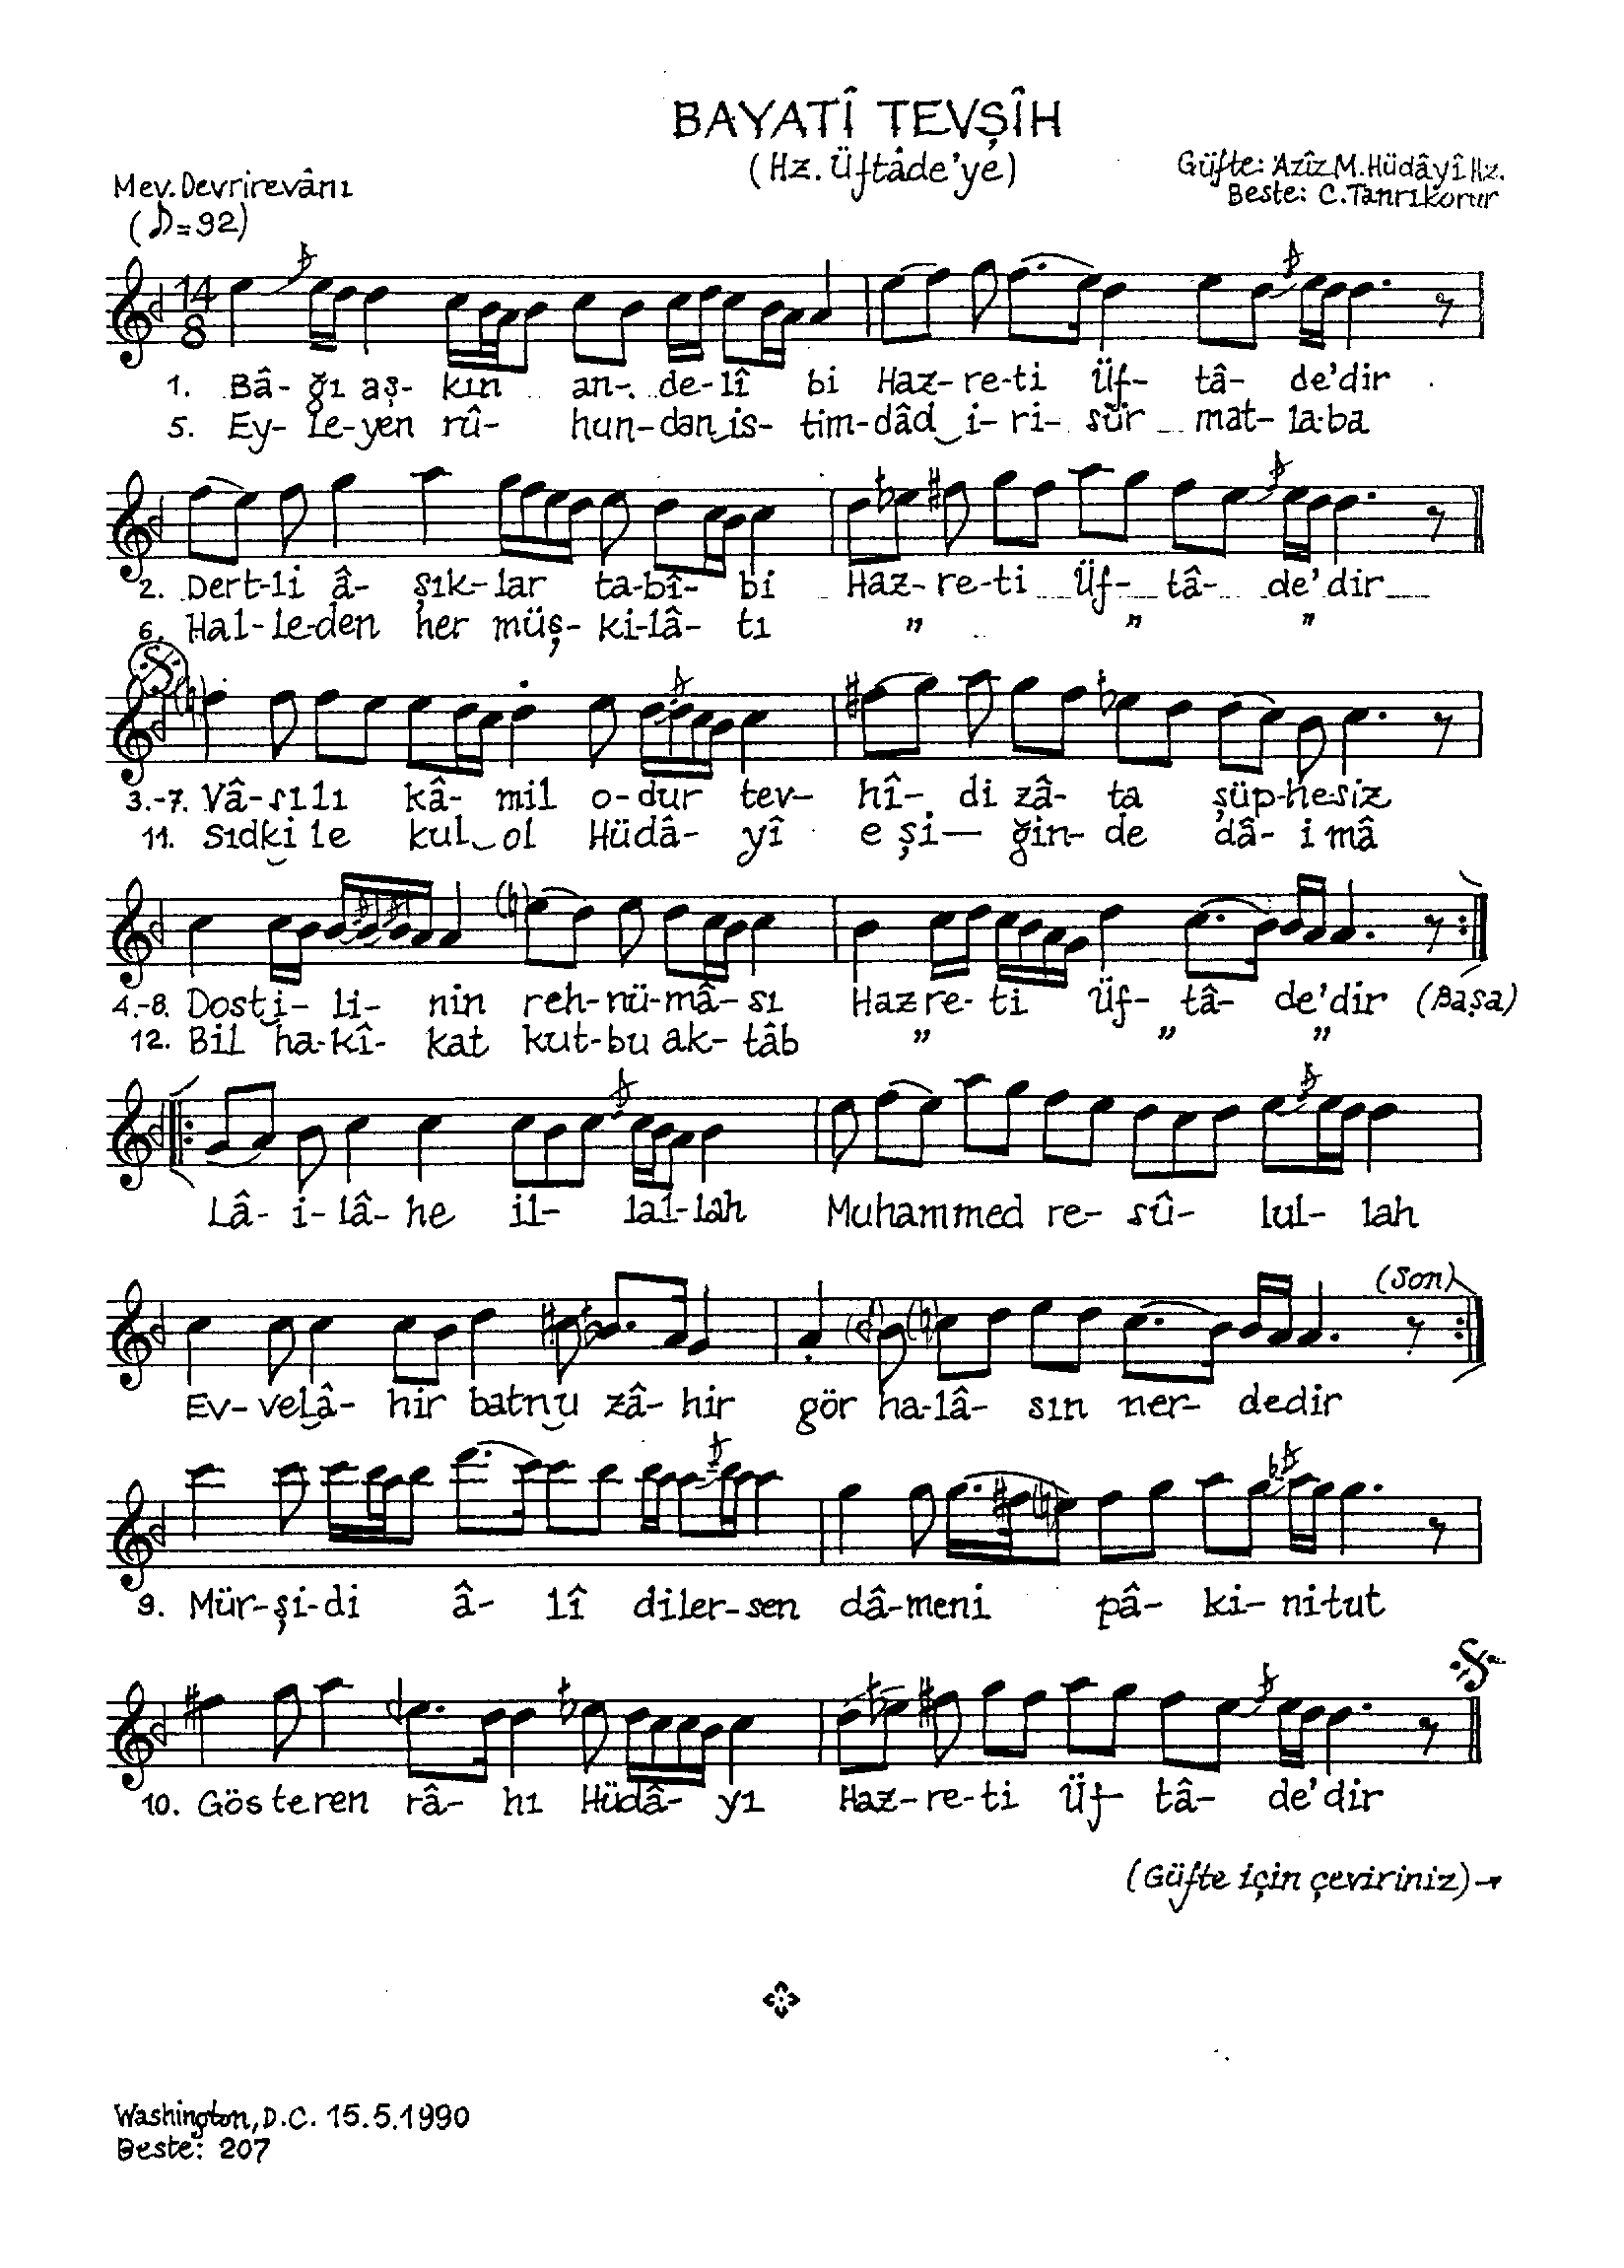 BAYATÎ TEVŞÎH
(Hz. Üftâde'ye)
Güfte: Azîz M. Hüdâyî Hz.
Mev. Devrirevânı
Beste: C. Tanrıkorur
(♪=92)
14
8
1. Bâ- ğı aş- kın an- de- lî bi Haz- re- ti Üf- tâ- de'dir
5. Ey- le- yen rû- hun- dan is- tim- dâd i- ri- sür mat- la- ba
2. Dert- li â- şık- lar ta- bî- bi Haz- re- ti Üf- tâ- de'dir
6. Hal- le- den her müş- ki- lâ- tı " " "
3.-7. Vâ- sılı kâ- mil o- dur tev- hî- di zâ- ta şüp- hesiz
11. Sıdki le kul ol Hüdâ- yî e şi- ğin- de dâ- i mâ
4.-8. Dost i- li- nin reh- nü- mâ- sı Haz re- ti Üf- tâ- de'dir (Başa)
12. Bil ha- kî- kat kut- bu ak- tâb " " "
Lâ- i- lâ- he il- lal- lah Muhammed re- sû- lul- lah
(Son)
Ev- velâ- hir batnu zâ- hir gör ha- lâ- sın ner- dedir
9. Mür- şi- di â- lî diler- sen dâ- meni pâ- ki- ni tut
10. Gös teren râ- hı Hüdâ- yı Haz- re- ti Üf- tâ- de'dir
(Güfte için çeviriniz)→
Washington, D.C. 15.5.1990
Beste: 207